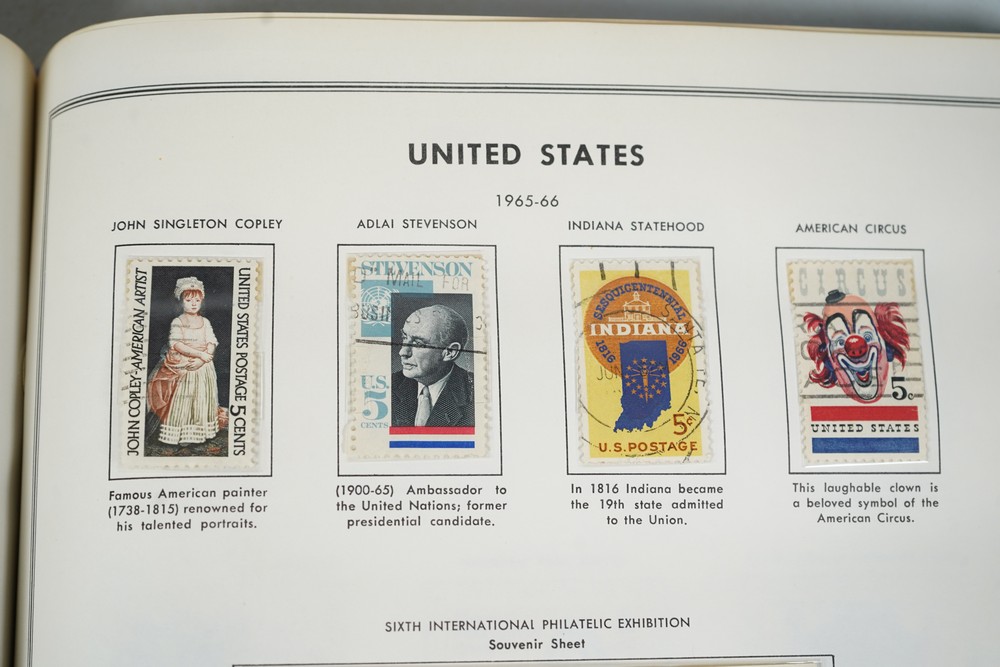 UNITED STATES
1965-66
JOHN SINGLETON COPLEY
JOHN COPLEY-AMERICAN ARTIST
UNITED STATES POSTAGE 5 CENTS
Famous American painter
(1738-1815) renowned for
his talented portraits.
ADLAI STEVENSON
STEVENSON
MAIL FOR
U.S.
5
CENTS
(1900-65) Ambassador to
the United Nations; former
presidential candidate.
INDIANA STATEHOOD
SESQUICENTENNIAL
INDIANA
1816 1966
5c
U.S. POSTAGE
In 1816 Indiana became
the 19th state admitted
to the Union.
AMERICAN CIRCUS
CIRCUS
5c
UNITED STATES
This laughable clown is
a beloved symbol of the
American Circus.
SIXTH INTERNATIONAL PHILATELIC EXHIBITION
Souvenir Sheet